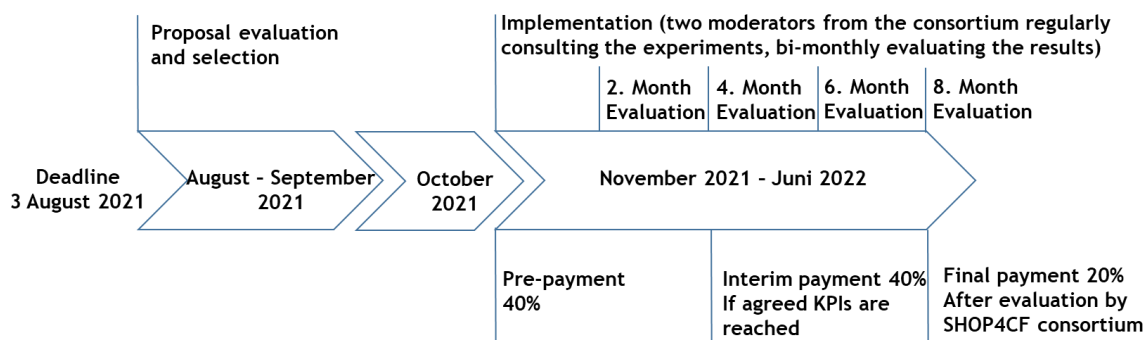 Proposal evaluation
and selection
Implementation (two moderators from the consortium regularly
consulting the experiments, bi-monthly evaluating the results)
2. Month
Evaluation
4. Month
Evaluation
6. Month
Evaluation
8. Month
Evaluation
Deadline
3 August 2021
August - September
2021
October
2021
November 2021 - Juni 2022
Pre-payment
40%
Interim payment 40%
If agreed KPIs are
reached
Final payment 20%
After evaluation by
SHOP4CF consortium